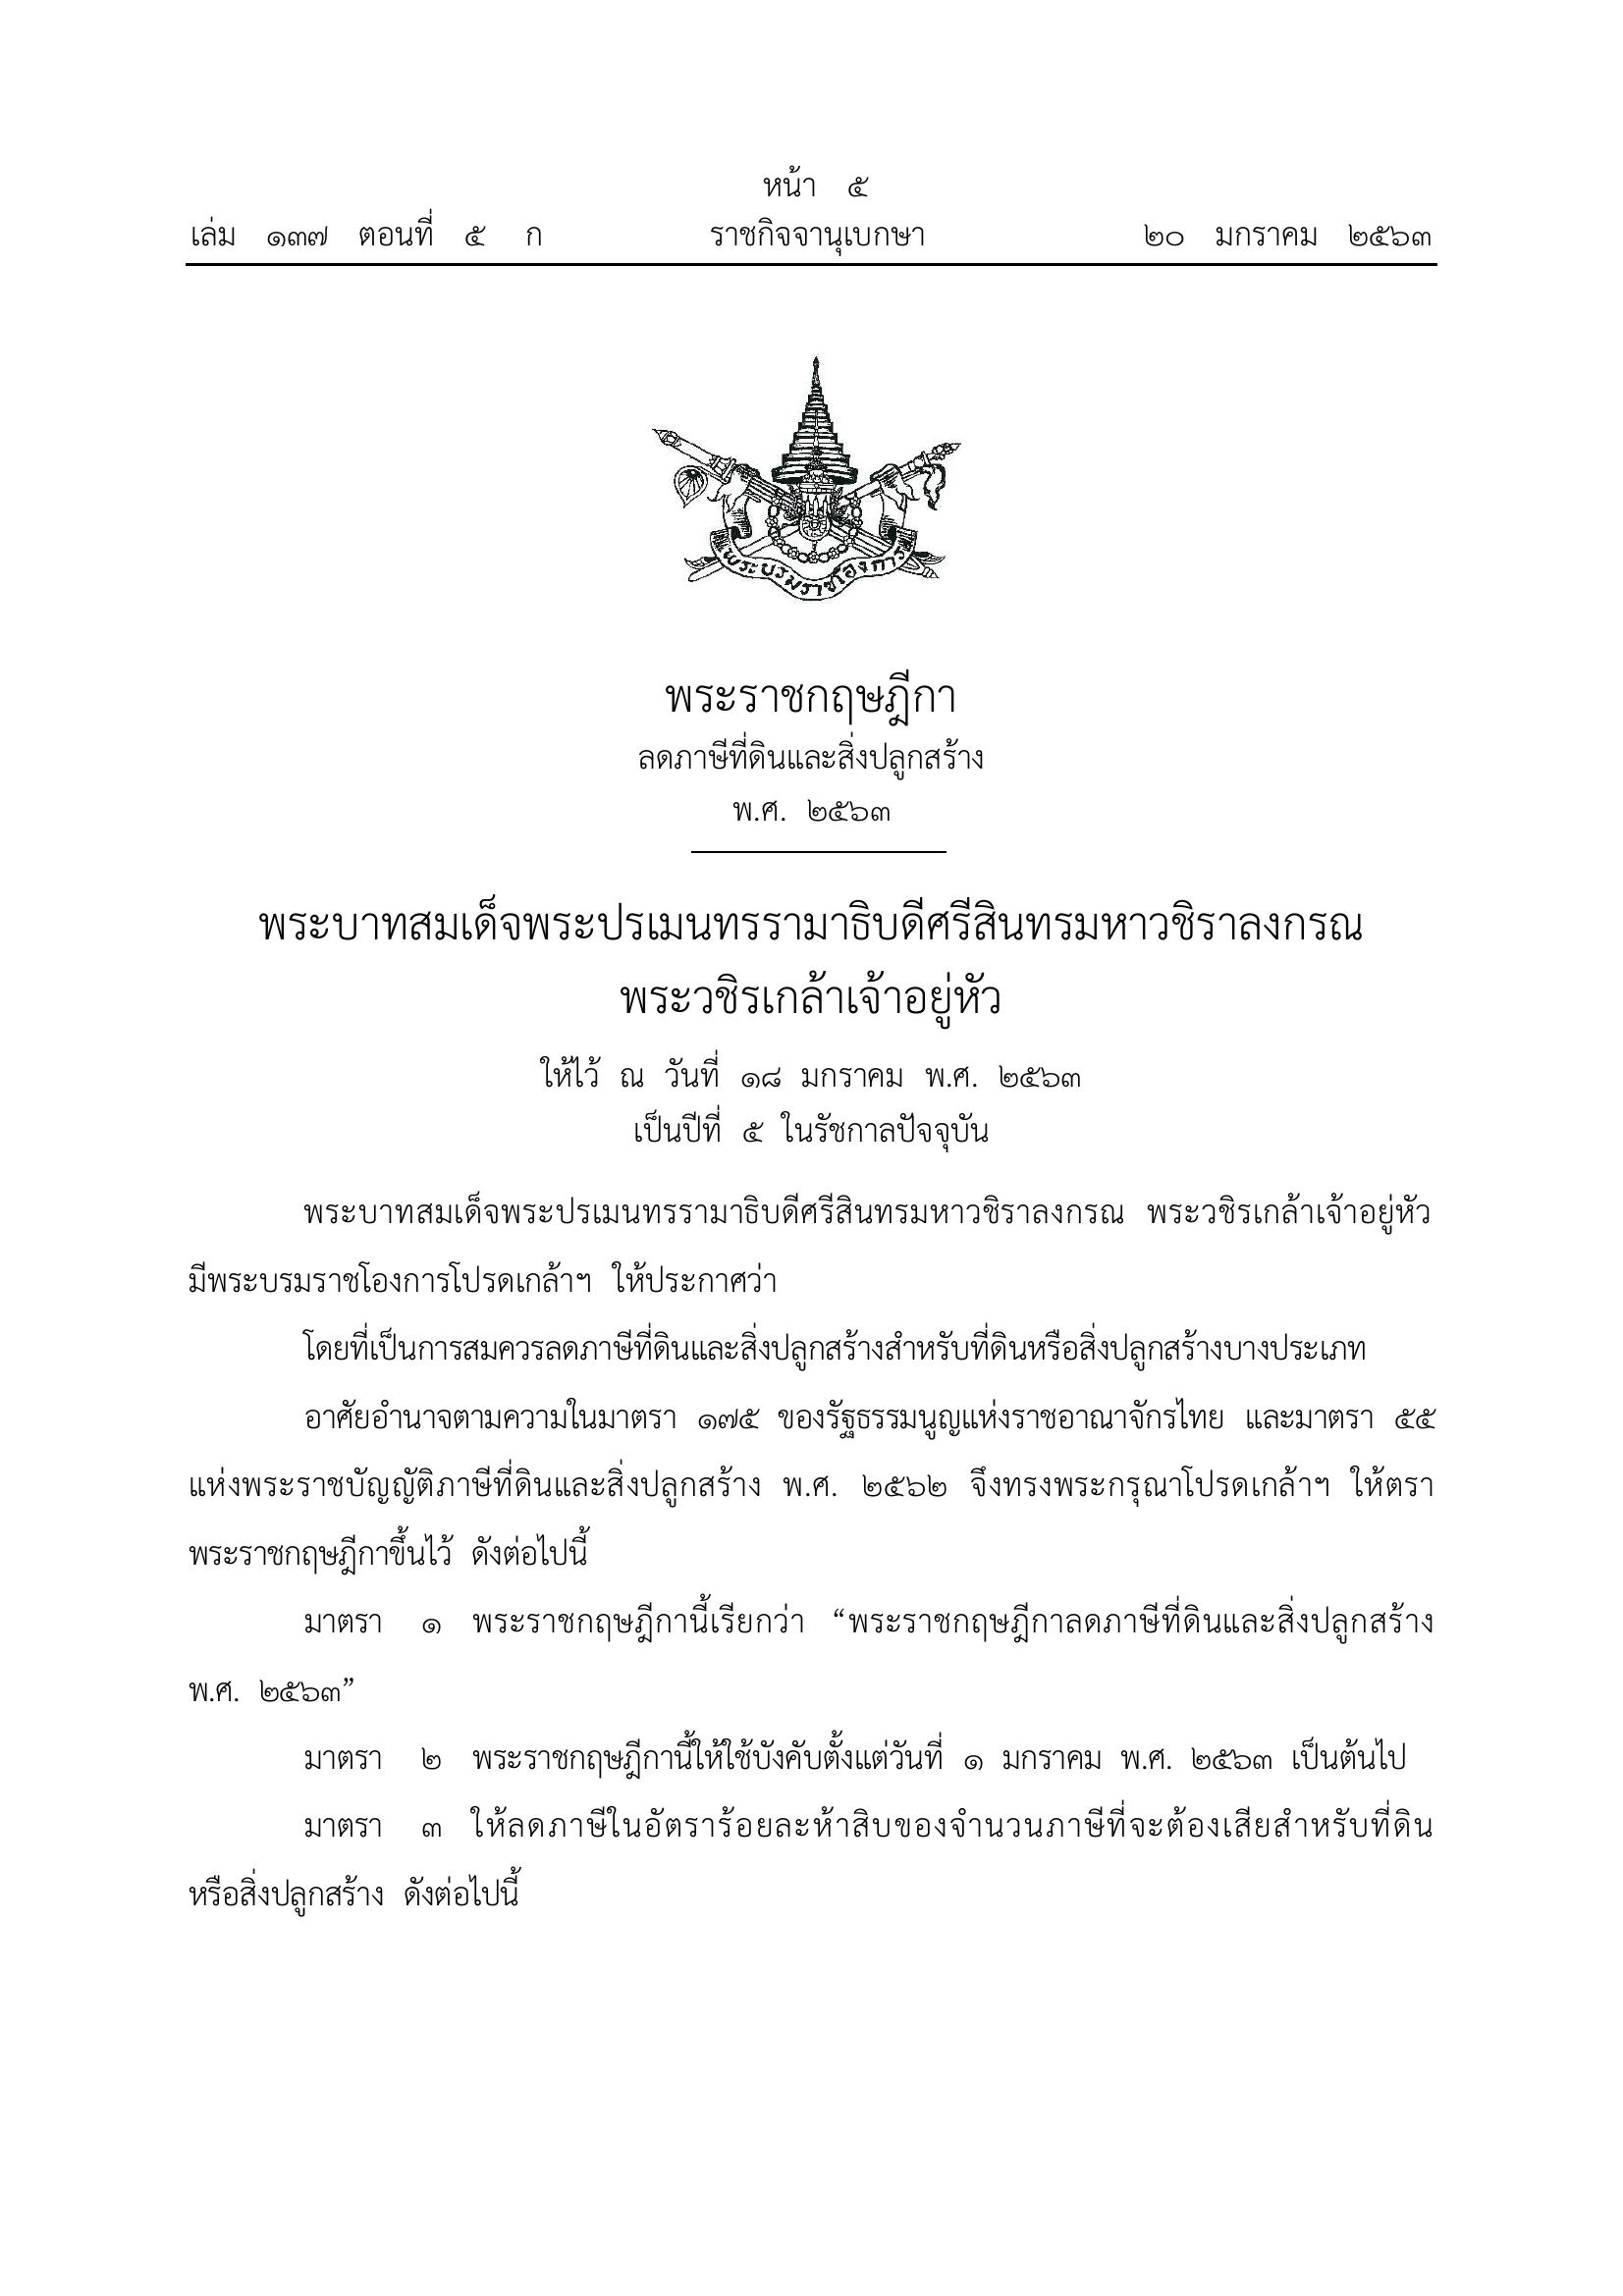 หน้า ๕
เล่ม ๑๓๗ ตอนที่ ๕ ก ราชกิจจานุเบกษา ๒๐ มกราคม ๒๕๖๓
พระบรมราชโองการ
พระราชกฤษฎีกา
ลดภาษีที่ดินและสิ่งปลูกสร้าง
พ.ศ. ๒๕๖๓
พระบาทสมเด็จพระปรเมนทรรามาธิบดีศรีสินทรมหาวชิราลงกรณ
พระวชิรเกล้าเจ้าอยู่หัว
ให้ไว้ ณ วันที่ ๑๘ มกราคม พ.ศ. ๒๕๖๓
เป็นปีที่ ๕ ในรัชกาลปัจจุบัน
พระบาทสมเด็จพระปรเมนทรรามาธิบดีศรีสินทรมหาวชิราลงกรณ พระวชิรเกล้าเจ้าอยู่หัว
มีพระบรมราชโองการโปรดเกล้าฯ ให้ประกาศว่า
โดยที่เป็นการสมควรลดภาษีที่ดินและสิ่งปลูกสร้างสำหรับที่ดินหรือสิ่งปลูกสร้างบางประเภท
อาศัยอำนาจตามความในมาตรา ๑๗๕ ของรัฐธรรมนูญแห่งราชอาณาจักรไทย และมาตรา ๕๕
แห่งพระราชบัญญัติภาษีที่ดินและสิ่งปลูกสร้าง พ.ศ. ๒๕๖๒ จึงทรงพระกรุณาโปรดเกล้าฯ ให้ตรา
พระราชกฤษฎีกาขึ้นไว้ ดังต่อไปนี้
มาตรา ๑ พระราชกฤษฎีกานี้เรียกว่า “พระราชกฤษฎีกาลดภาษีที่ดินและสิ่งปลูกสร้าง
พ.ศ. ๒๕๖๓”
มาตรา ๒ พระราชกฤษฎีกานี้ให้ใช้บังคับตั้งแต่วันที่ ๑ มกราคม พ.ศ. ๒๕๖๓ เป็นต้นไป
มาตรา ๓ ให้ลดภาษีในอัตราร้อยละห้าสิบของจำนวนภาษีที่จะต้องเสียสำหรับที่ดิน
หรือสิ่งปลูกสร้าง ดังต่อไปนี้